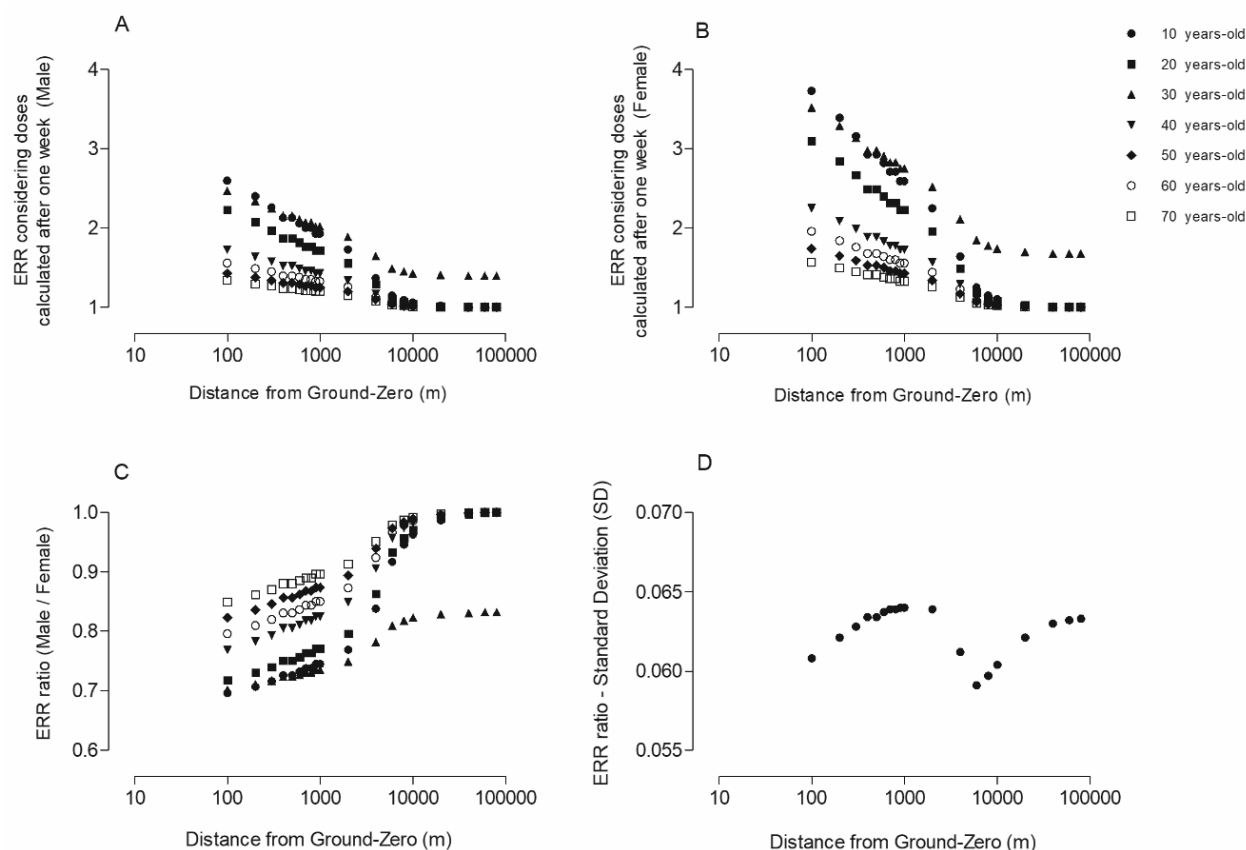 A
ERR considering doses
calculated after one week (Male)
4
3
2
1
10
100
1000
10000
100000
Distance from Ground-Zero (m)
B
ERR considering doses
calculated after one week (Female)
4
3
2
1
10
100
1000
10000
100000
Distance from Ground-Zero (m)
10 years-old
20 years-old
30 years-old
40 years-old
50 years-old
60 years-old
70 years-old
C
ERR ratio (Male / Female)
1.0
0.9
0.8
0.7
0.6
10
100
1000
10000
100000
Distance from Ground-Zero (m)
D
ERR ratio - Standard Deviation (SD)
0.070
0.065
0.060
0.055
10
100
1000
10000
100000
Distance from Ground-Zero (m)